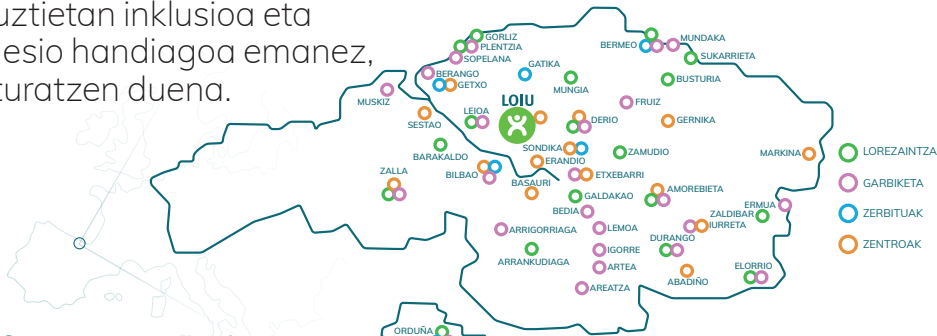 uztietan inklusioa eta
esio handiagoa emanez,
turatzen duena.
GORLIZ
PLENTZIA
SOPELANA
BERANGO
GETXO
GATIKA
MUNGIA
BERMEO
MUNDAKA
SUKARRIETA
BUSTURIA
MUSKIZ
SESTAO
LEIOA
LOIU
DERIO
FRUIZ
GERNIKA
BARAKALDO
SONDIKA
ERANDIO
ZAMUDIO
MARKINA
ZALLA
BILBAO
BASAURI
ETXEBARRI
GALDAKAO
AMOREBIETA
BEDIA
ERMUA
ZALDIBAR
IURRETA
ARRIGORRIAGA
LEMOA
DURANGO
ARRANKUDIAGA
IGORRE
ARTEA
ABADIÑO
ELORRIO
AREATZA
ORDUÑA
LOREZAINTZA
GARBIKETA
ZERBITUAK
ZENTROAK